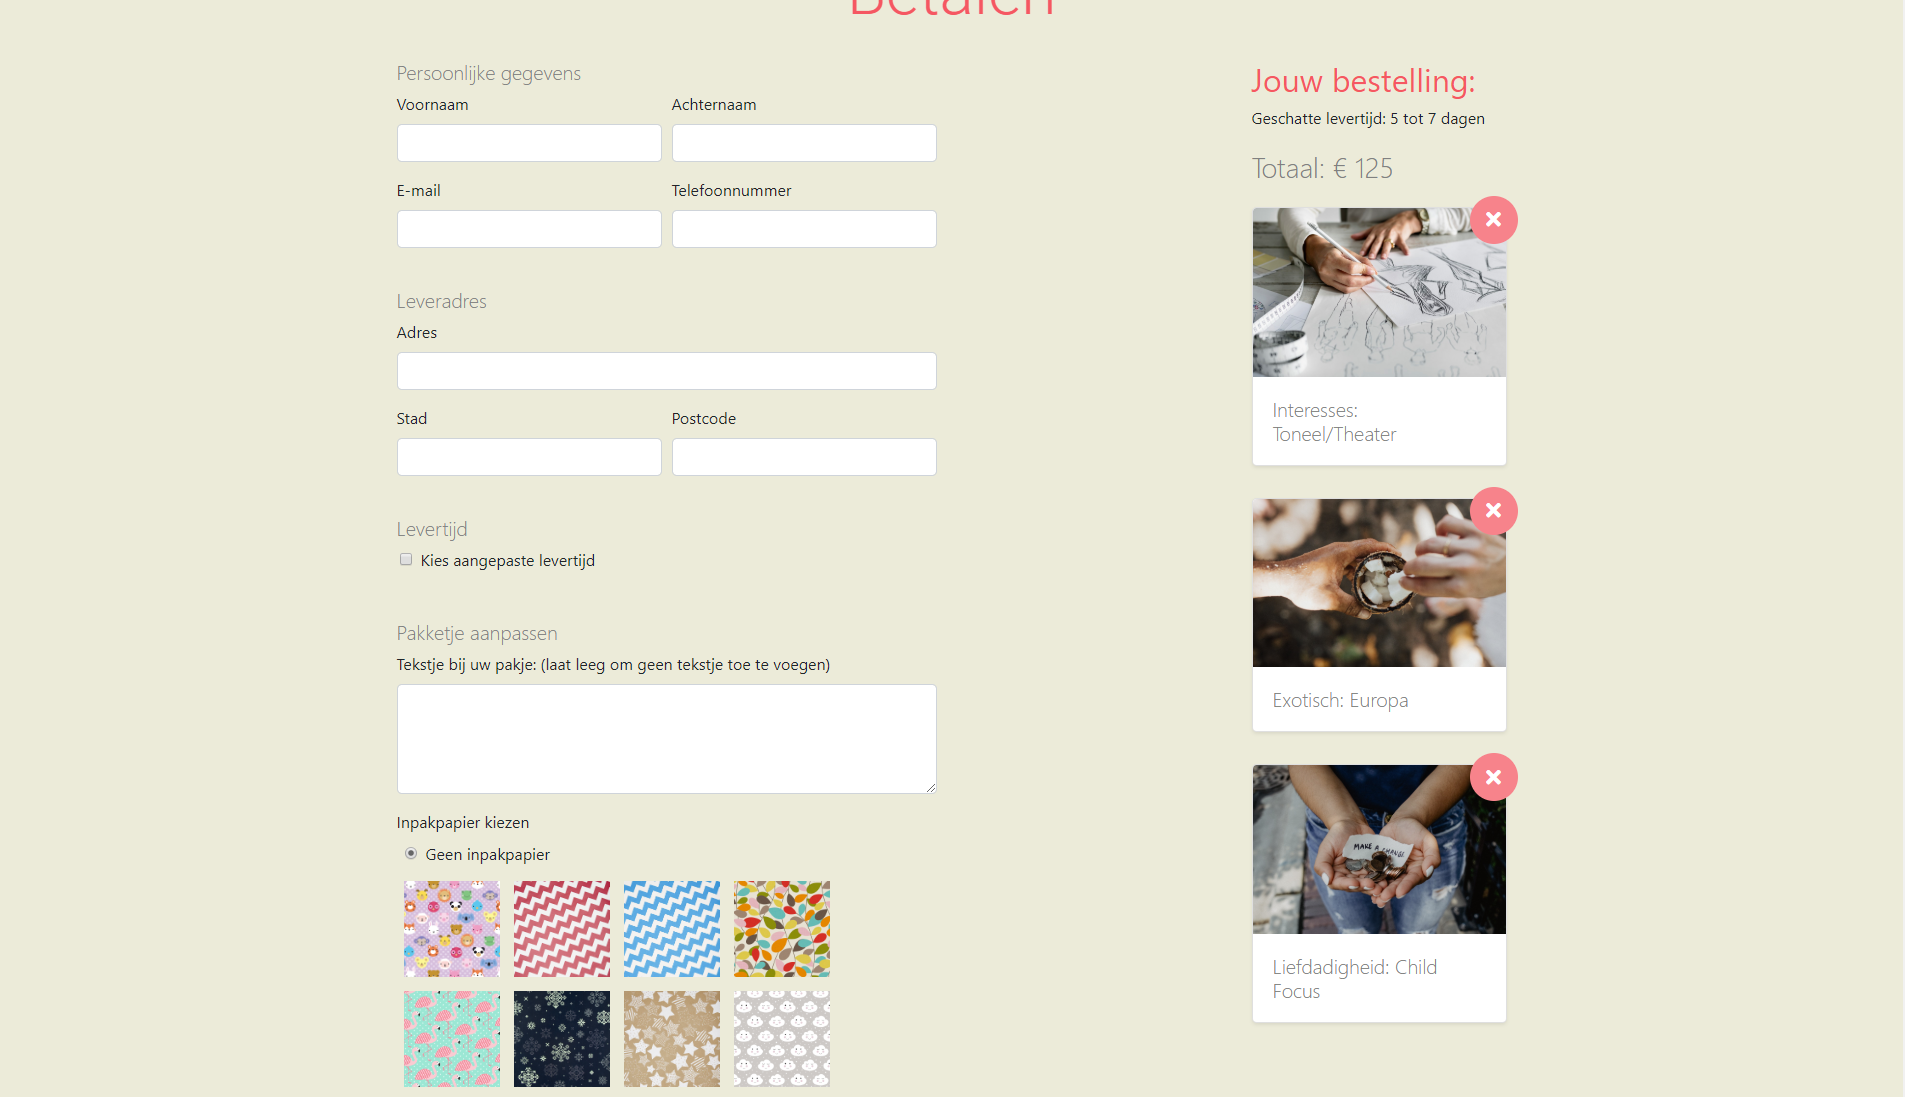 Betalen
Persoonlijke gegevens
Voornaam
Achternaam
E-mail
Telefoonnummer
Leveradres
Adres
Stad
Postcode
Levertijd
Kies aangepaste levertijd
Pakketje aanpassen
Tekstje bij uw pakje: (laat leeg om geen tekstje toe te voegen)
Inpakpapier kiezen
Geen inpakpapier
Jouw bestelling:
Geschatte levertijd: 5 tot 7 dagen
Totaal: € 125
Interesses:
Toneel/Theater
Exotisch: Europa
MAKE A CHANGE
Liefdadigheid: Child
Focus